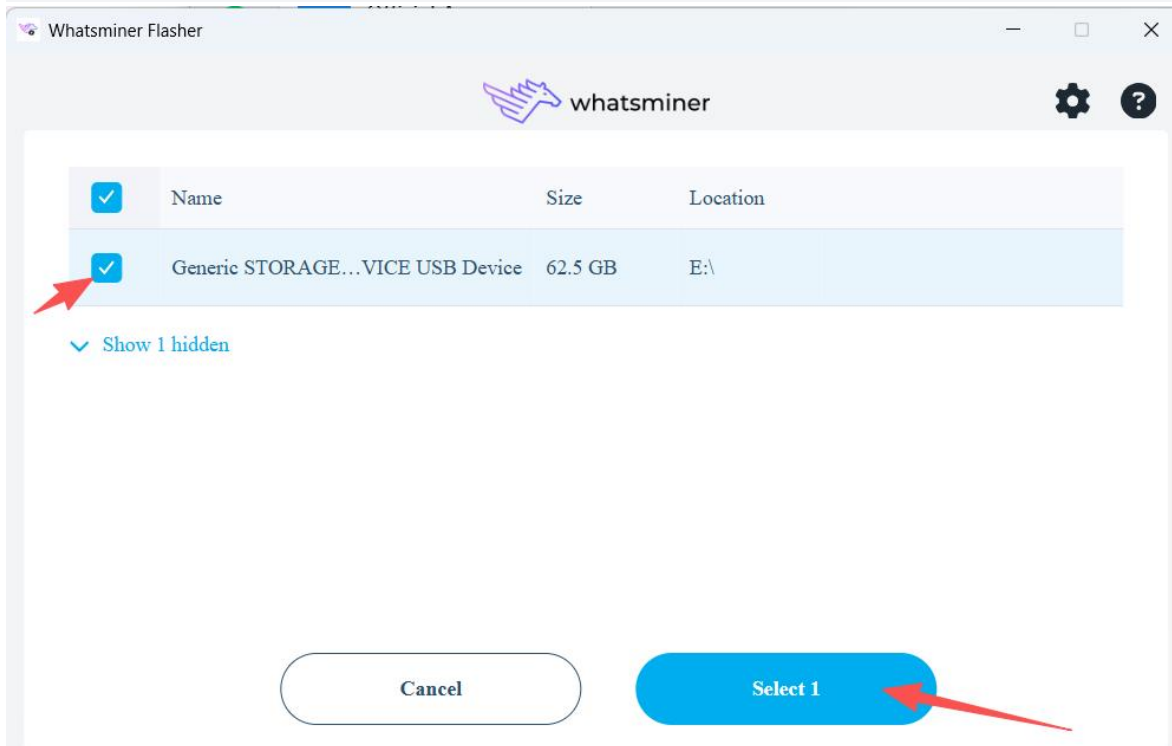 Whatsminer Flasher
whatsminer
?
Name Size Location
Generic STORAGE...VICE USB Device 62.5 GB E:\
Show 1 hidden
Cancel Select 1